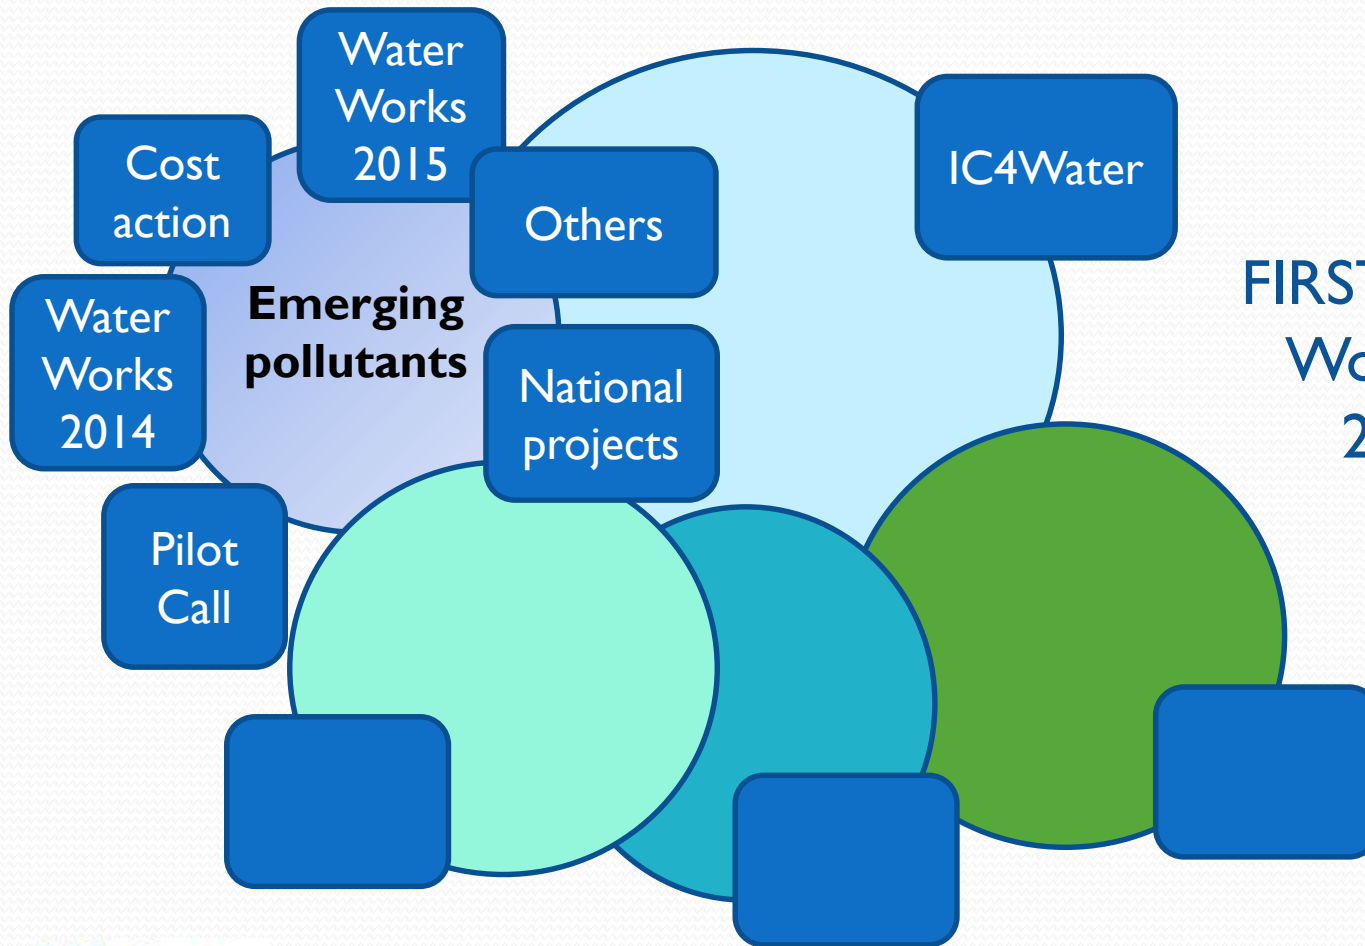 Water
Works
2015
Cost
action
Others
IC4Water
Water
Works
2014
Emerging
pollutants
National
projects
Pilot
Call